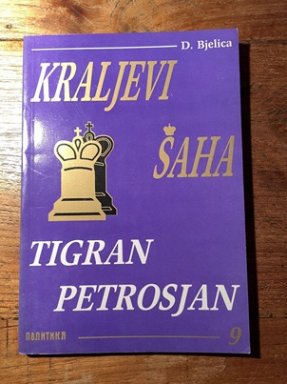 D. Bjelica
KRALJEVI
ŠAHA
TIGRAN
PETROSJAN
ПОЛИТИКА
9